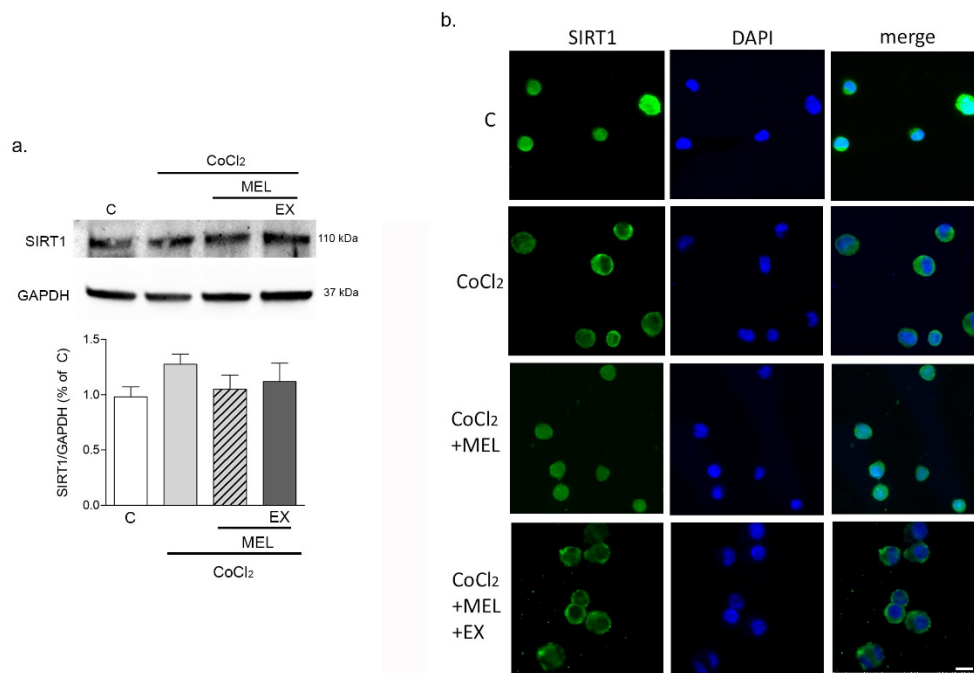 a.
CoCl₂
MEL
C
EX
SIRT1
110 kDa
GAPDH
37 kDa
SIRT1/GAPDH (% of C)
1.5
1.0
0.5
0.0
C
EX
MEL
CoCl₂
b.
SIRT1 DAPI merge
C
CoCl₂
CoCl₂
+MEL
CoCl₂
+MEL
+EX